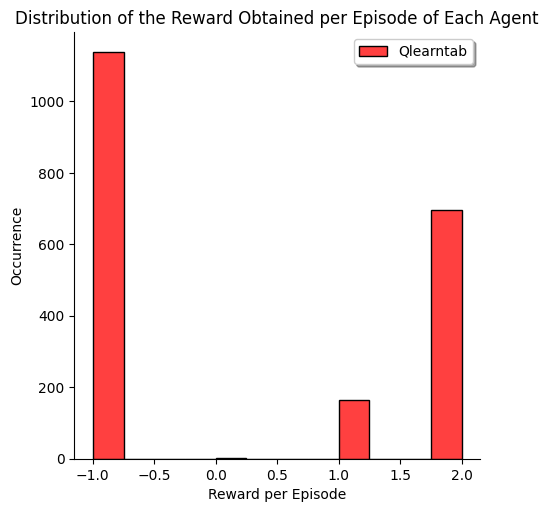 Distribution of the Reward Obtained per Episode of Each Agent
Qlearntab
Occurrence
1000
800
600
400
200
0
−1.0 −0.5 0.0 0.5 1.0 1.5 2.0
Reward per Episode